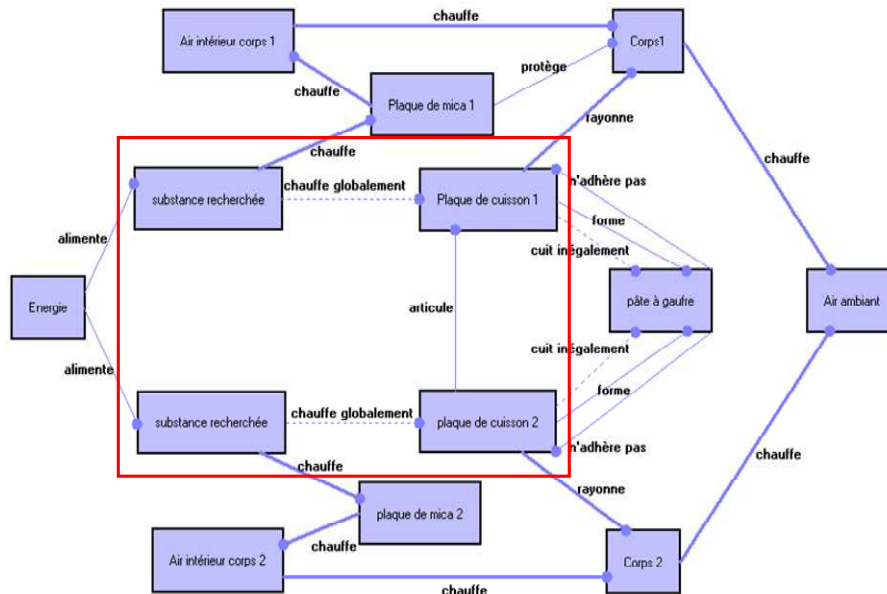 chauffe
Air intérieur corps 1
Corps1
protège
chauffe
Plaque de mica 1
rayonne
chauffe
chauffe
n'adhère pas
substance recherchée
chauffe globalement
Plaque de cuisson 1
forme
alimente
cuit inégalement
Energie
articule
pâte à gaufre
Air ambiant
cuit inégalement
alimente
forme
substance recherchée
chauffe globalement
plaque de cuisson 2
n'adhère pas
chauffe
chauffe
plaque de mica 2
rayonne
chauffe
Air intérieur corps 2
Corps 2
chauffe